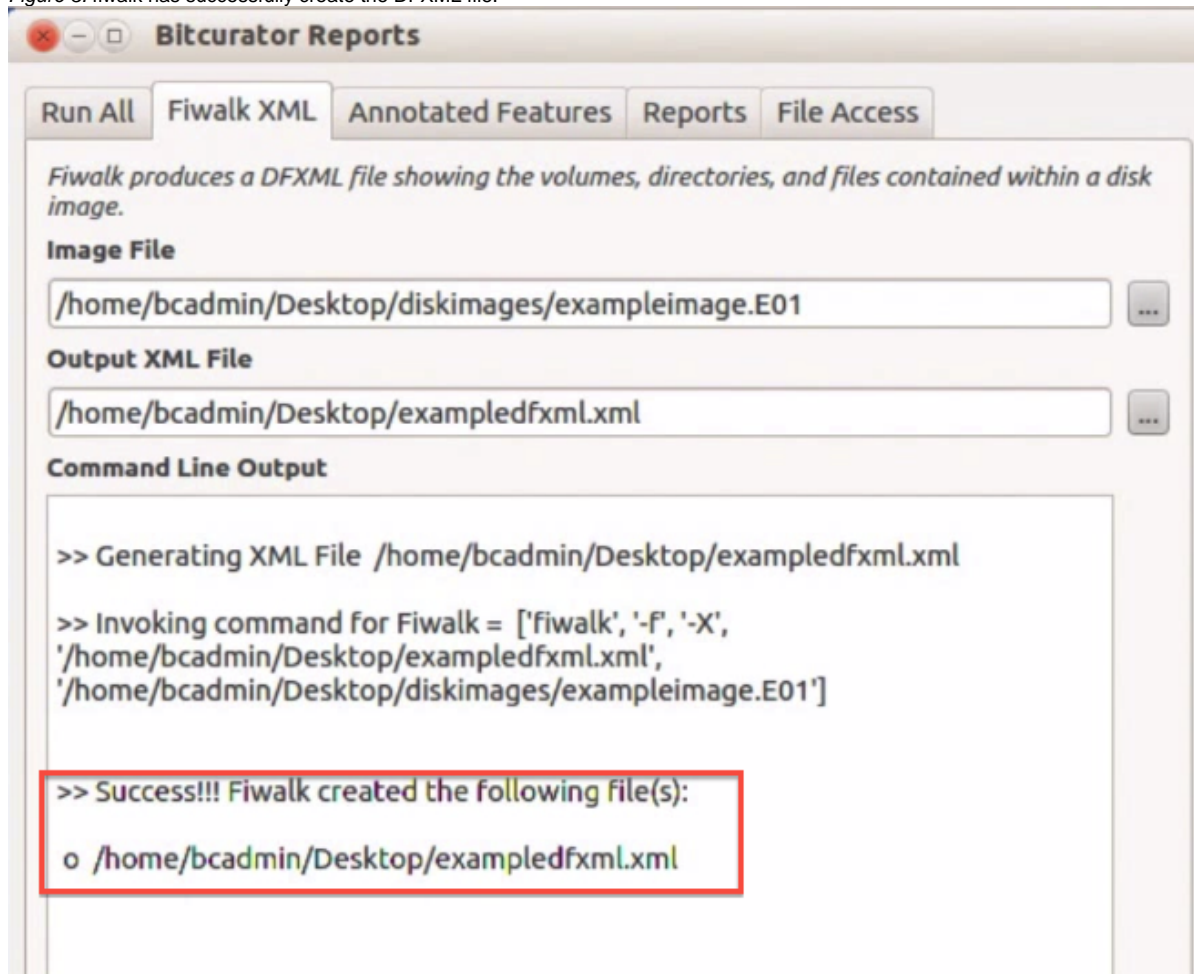 Bitcurator Reports
Run All Fiwalk XML Annotated Features Reports File Access
Fiwalk produces a DFXML file showing the volumes, directories, and files contained within a disk
image.
Image File
/home/bcadmin/Desktop/diskimages/exampleimage.E01
...
Output XML File
/home/bcadmin/Desktop/exampledfxml.xml
...
Command Line Output
>> Generating XML File /home/bcadmin/Desktop/exampledfxml.xml
>> Invoking command for Fiwalk = ['fiwalk', '-f', '-X',
'/home/bcadmin/Desktop/exampledfxml.xml',
'/home/bcadmin/Desktop/diskimages/exampleimage.E01']
>> Success!!! Fiwalk created the following file(s):
o /home/bcadmin/Desktop/exampledfxml.xml